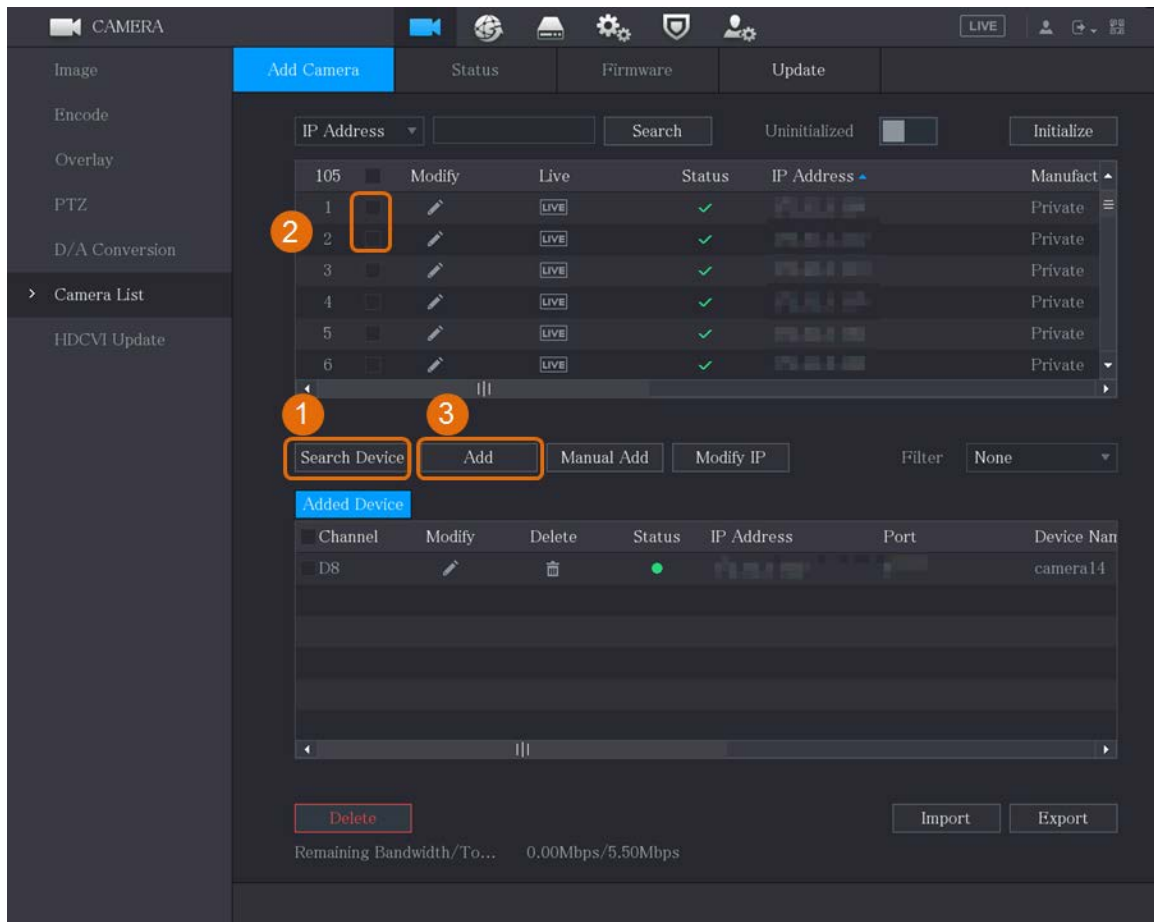 CAMERA LIVE
Image
Encode
Overlay
PTZ
D/A Conversion
Camera List
HDCVI Update
Add Camera Status Firmware Update
IP Address Search Uninitialized Initialize
105 Modify Live Status IP Address Manufact
1 LIVE Private
2
2 LIVE Private
3 LIVE Private
4 LIVE Private
5 LIVE Private
6 LIVE Private
1 3
Search Device Add Manual Add Modify IP Filter None
Added Device
Channel Modify Delete Status IP Address Port Device Nam
D8 camera14
Delete Import Export
Remaining Bandwidth/To... 0.00Mbps/5.50Mbps